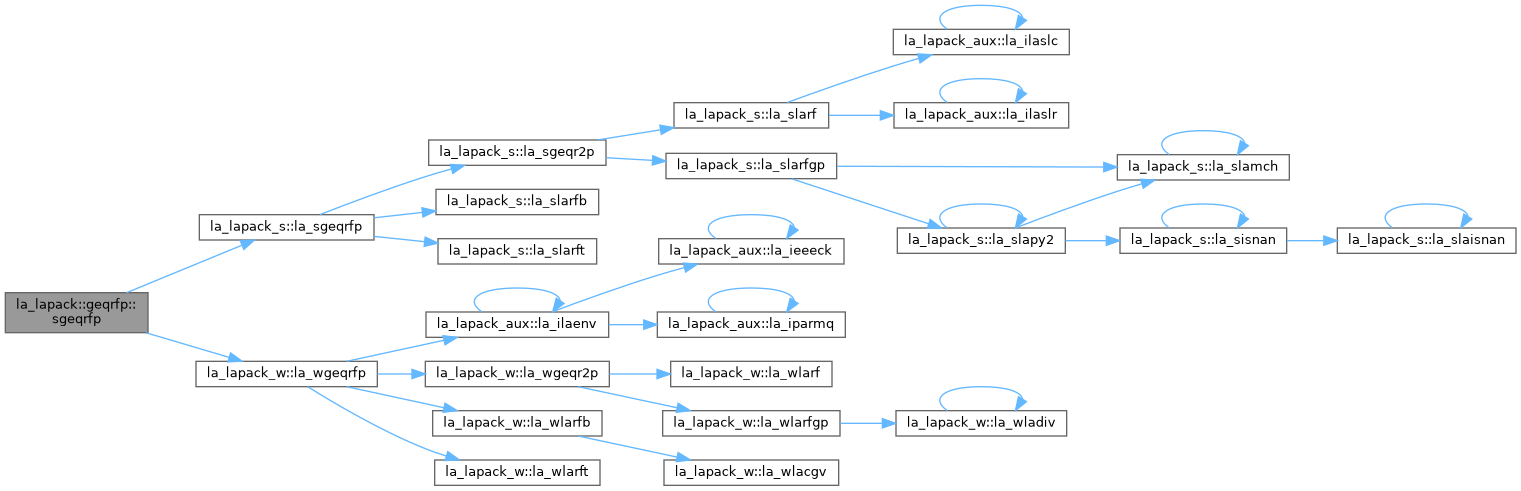 la_lapack_aux::la_ilaslc
la_lapack_s::la_slarf
la_lapack_aux::la_ilaslr
la_lapack_s::la_sgeqr2p
la_lapack_s::la_slarfgp
la_lapack_s::la_slamch
la_lapack_s::la_slarfb
la_lapack_s::la_sgeqrfp
la_lapack_s::la_slapy2
la_lapack_s::la_sisnan
la_lapack_s::la_slaisnan
la_lapack_s::la_slarft
la_lapack_aux::la_ieeeck
la_lapack::geqrfp::
sgeqrfp
la_lapack_aux::la_ilaenv
la_lapack_aux::la_iparmq
la_lapack_w::la_wgeqrfp
la_lapack_w::la_wgeqr2p
la_lapack_w::la_wlarf
la_lapack_w::la_wlarfb
la_lapack_w::la_wlarfgp
la_lapack_w::la_wladiv
la_lapack_w::la_wlarft
la_lapack_w::la_wlacgv